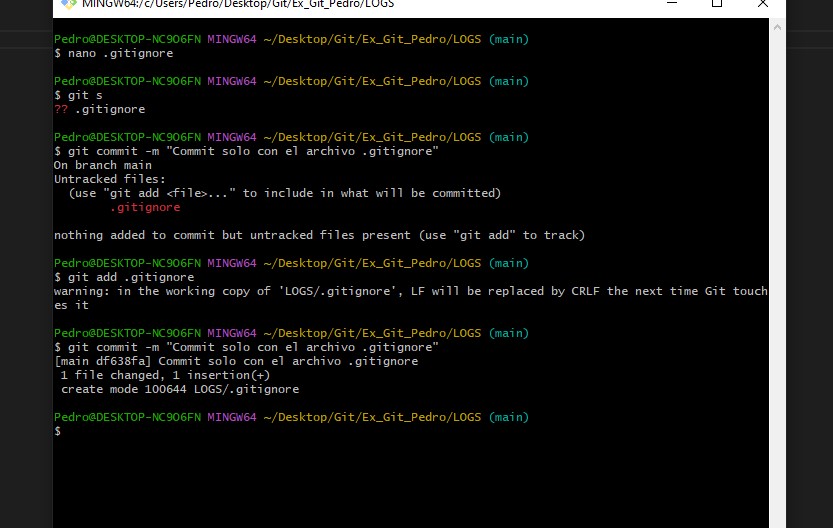 MINGW64:/c/Users/Pedro/Desktop/Git/Ex_Git_Pedro/LOGS
Pedro@DESKTOP-NC9O6FN MINGW64 ~/Desktop/Git/Ex_Git_Pedro/LOGS (main)
$ nano .gitignore
Pedro@DESKTOP-NC9O6FN MINGW64 ~/Desktop/Git/Ex_Git_Pedro/LOGS (main)
$ git s
?? .gitignore
Pedro@DESKTOP-NC9O6FN MINGW64 ~/Desktop/Git/Ex_Git_Pedro/LOGS (main)
$ git commit -m "Commit solo con el archivo .gitignore"
On branch main
Untracked files:
  (use "git add <file>..." to include in what will be committed)
        .gitignore
nothing added to commit but untracked files present (use "git add" to track)
Pedro@DESKTOP-NC9O6FN MINGW64 ~/Desktop/Git/Ex_Git_Pedro/LOGS (main)
$ git add .gitignore
warning: in the working copy of 'LOGS/.gitignore', LF will be replaced by CRLF the next time Git touch
es it
Pedro@DESKTOP-NC9O6FN MINGW64 ~/Desktop/Git/Ex_Git_Pedro/LOGS (main)
$ git commit -m "Commit solo con el archivo .gitignore"
[main df638fa] Commit solo con el archivo .gitignore
 1 file changed, 1 insertion(+)
 create mode 100644 LOGS/.gitignore
Pedro@DESKTOP-NC9O6FN MINGW64 ~/Desktop/Git/Ex_Git_Pedro/LOGS (main)
$